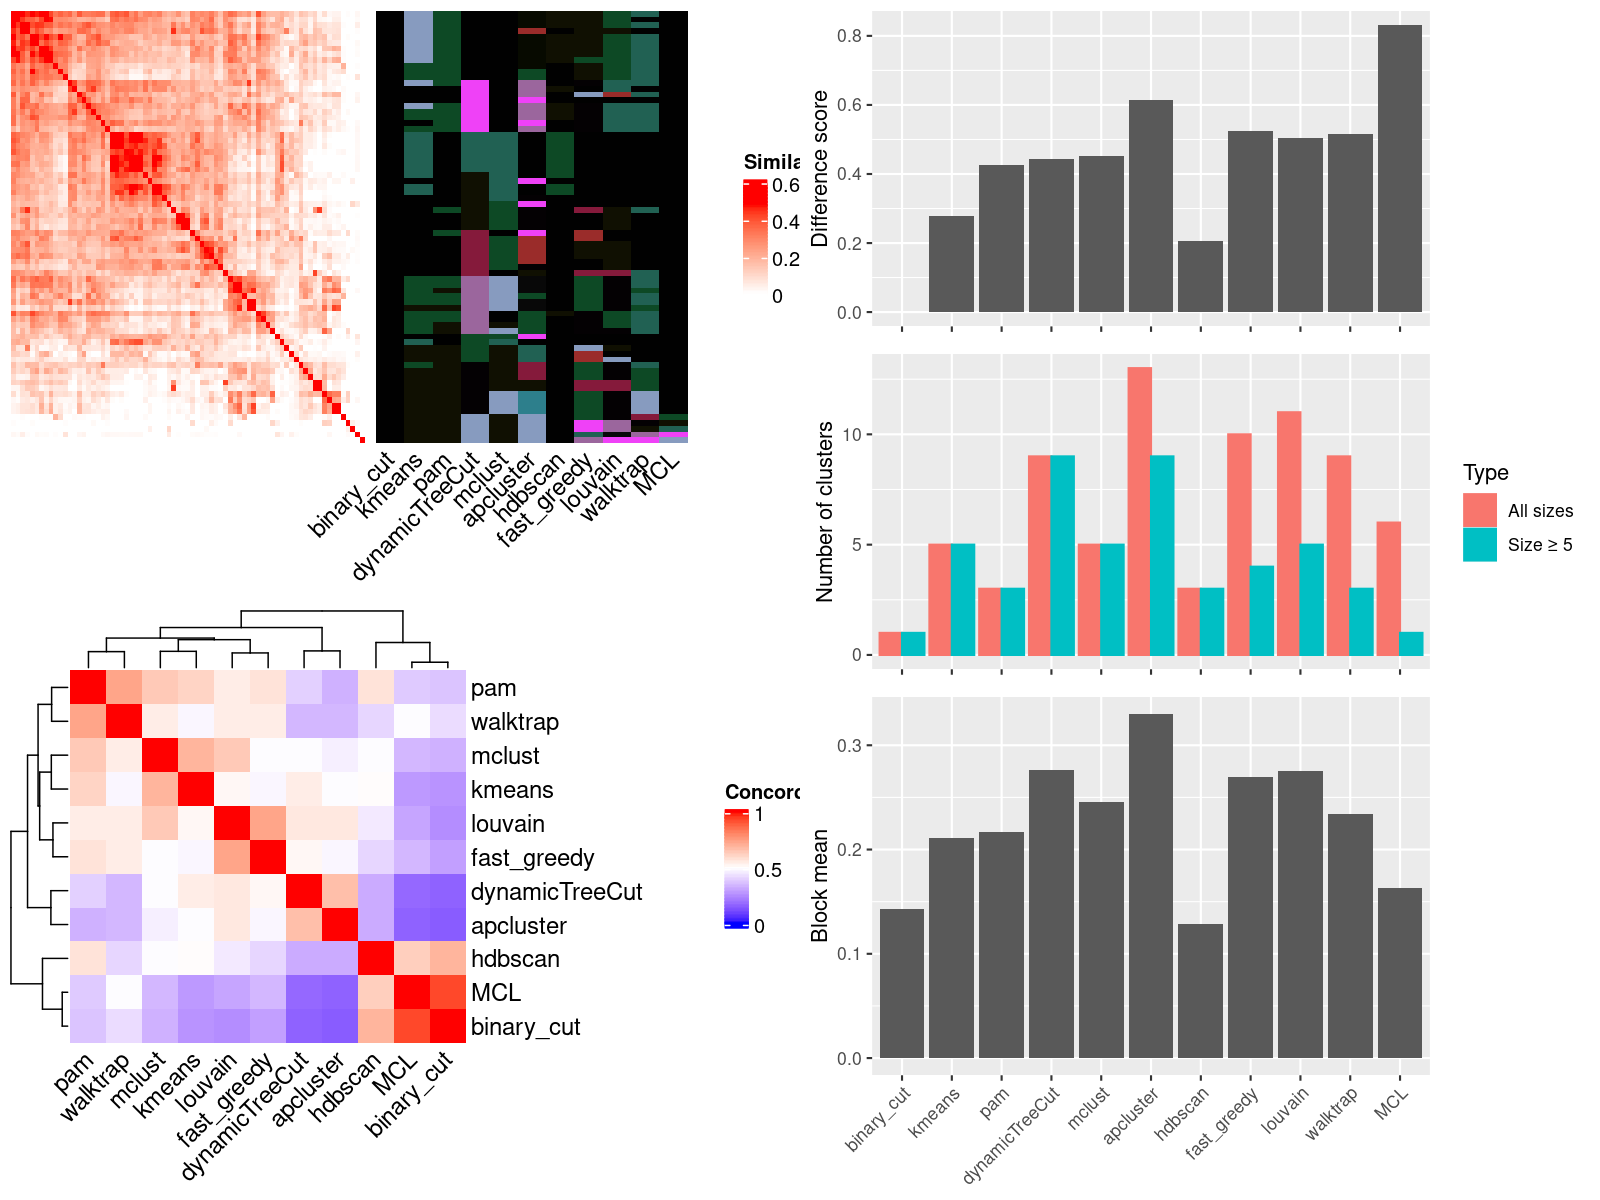 Simila
0.6
0.4
0.2
0
binary_cut
kmeans
pam
dynamicTreeCut
mclust
apcluster
hdbscan
fast_greedy
louvain
walktrap
MCL
pam
walktrap
mclust
kmeans
louvain
fast_greedy
dynamicTreeCut
apcluster
hdbscan
MCL
binary_cut
pam
walktrap
mclust
kmeans
louvain
fast_greedy
dynamicTreeCut
apcluster
hdbscan
MCL
binary_cut
Concord
1
0.5
0
Difference score
0.8
0.6
0.4
0.2
0.0
Number of clusters
10
5
0
Type
All sizes
Size ≥ 5
Block mean
0.3
0.2
0.1
0.0
binary_cut
kmeans
pam
dynamicTreeCut
mclust
apcluster
hdbscan
fast_greedy
louvain
walktrap
MCL